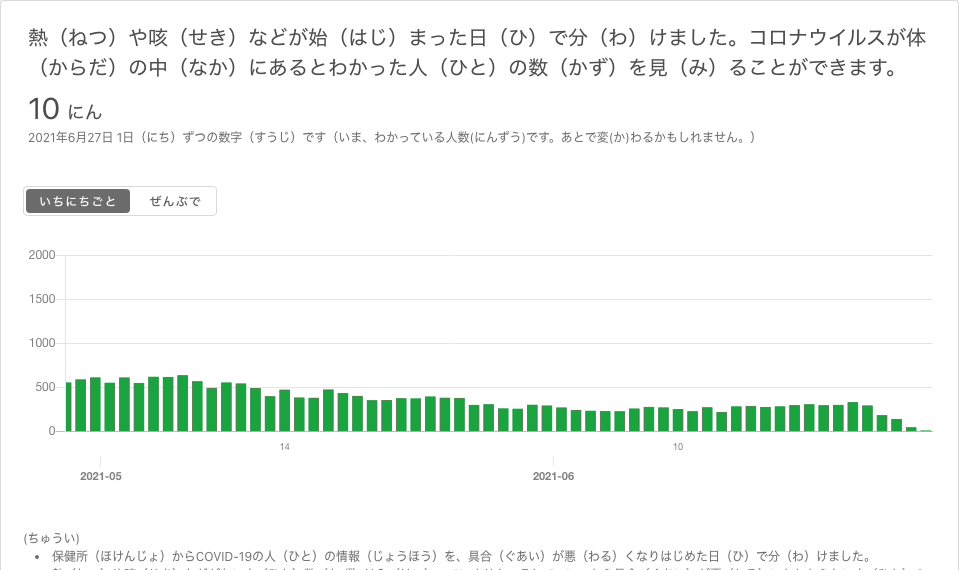 熱（ねつ）や咳（せき）などが始（はじ）まった日（ひ）で分（わ）けました。コロナウイルスが体
（からだ）の中（なか）にあるとわかった人（ひと）の数（かず）を見（み）ることができます。
10 にん
2021年6月27日 1日（にち）ずつの数字（すうじ）です（いま、わかっている人数(にんずう)です。あとで変(か)わるかもしれません。）
いちにちごと ぜんぶで
2000
1500
1000
500
0
14 10
2021-05 2021-06
(ちゅうい)
• 保健所（ほけんじょ）からCOVID-19の人（ひと）の情報（じょうほう）を、具合（ぐあい）が悪（わる）くなりはじめた日（ひ）で分（わ）けました。